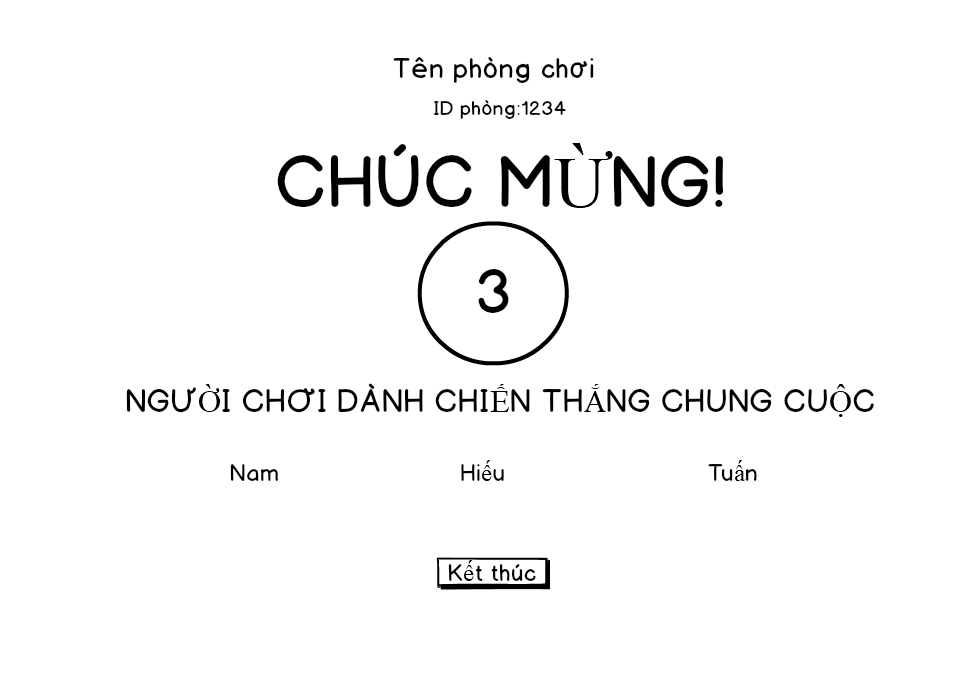 Tên phòng chơi
ID phòng:1234
CHÚC MỪNG!
3
NGƯỜI CHƠI DÀNH CHIẾN THẮNG CHUNG CUỘC
Nam Hiếu Tuấn
Kết thúc